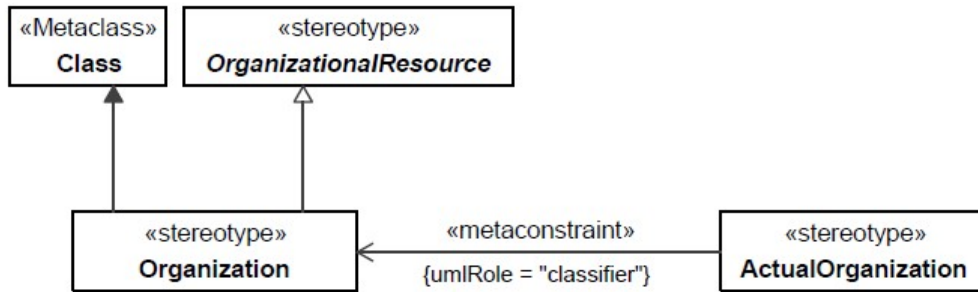 «Metaclass»
Class
«stereotype»
OrganizationalResource
«stereotype»
Organization
«metaconstraint»
{umlRole = "classifier"}
«stereotype»
ActualOrganization